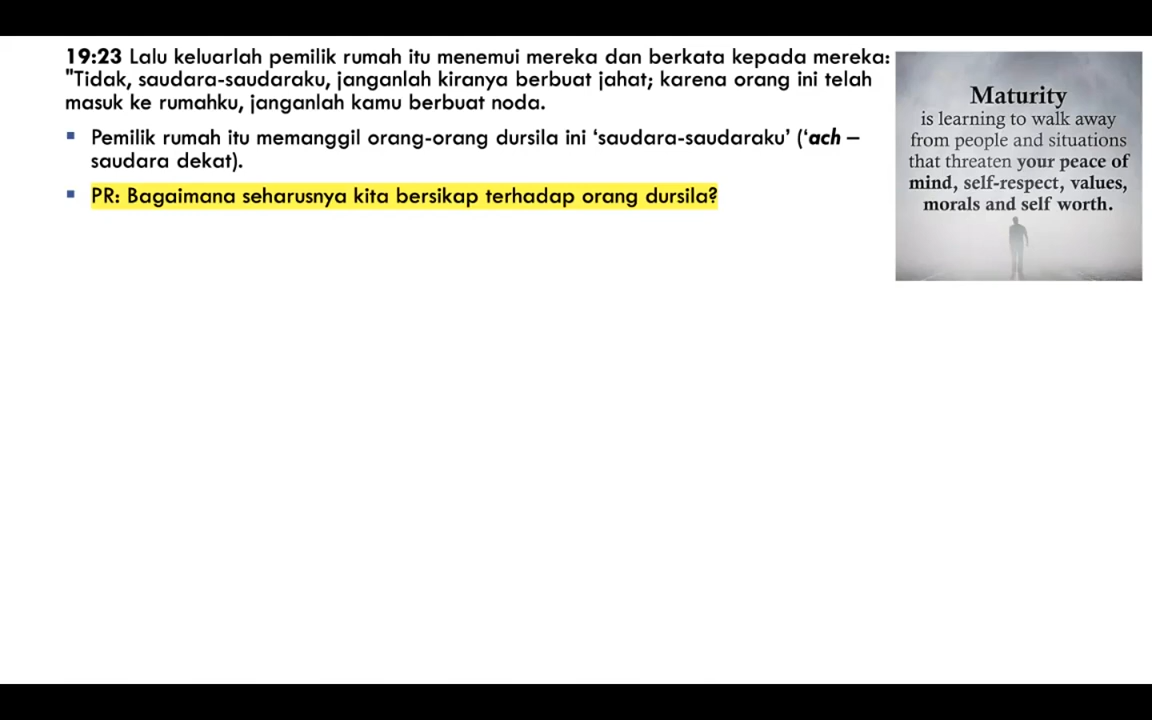 19:23 Lalu keluarlah pemilik rumah itu menemui mereka dan berkata kepada mereka:
"Tidak, saudara-saudaraku, janganlah kiranya berbuat jahat; karena orang ini telah
masuk ke rumahku, janganlah kamu berbuat noda.
▪ Pemilik rumah itu memanggil orang-orang dursila ini ‘saudara-saudaraku’ (‘ach –
saudara dekat).
▪ PR: Bagaimana seharusnya kita bersikap terhadap orang dursila?
Maturity
is learning to walk away
from people and situations
that threaten your peace of
mind, self-respect, values,
morals and self worth.